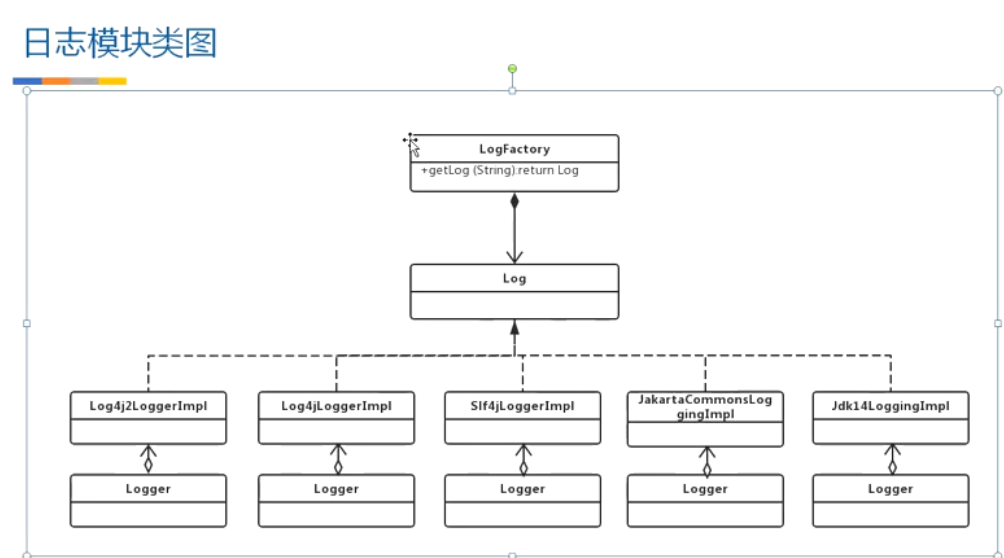 日志模块类图
LogFactory
+getLog (String):return Log
Log
Log4j2LoggerImpl
Log4jLoggerImpl
Slf4jLoggerImpl
JakartaCommonsLog
gingImpl
Jdk14LoggingImpl
Logger
Logger
Logger
Logger
Logger